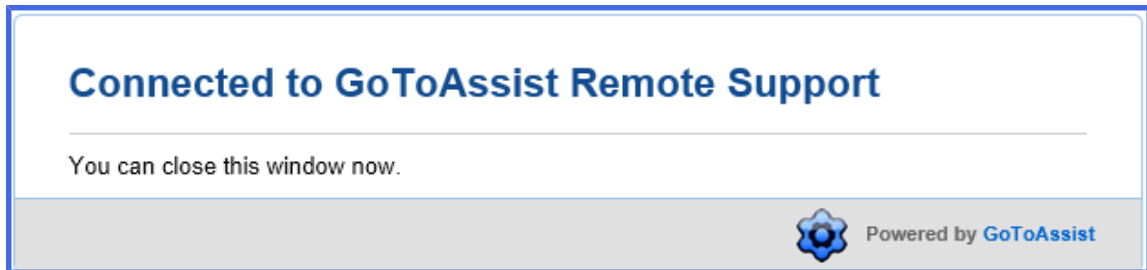 Connected to GoToAssist Remote Support
You can close this window now.
Powered by GoToAssist